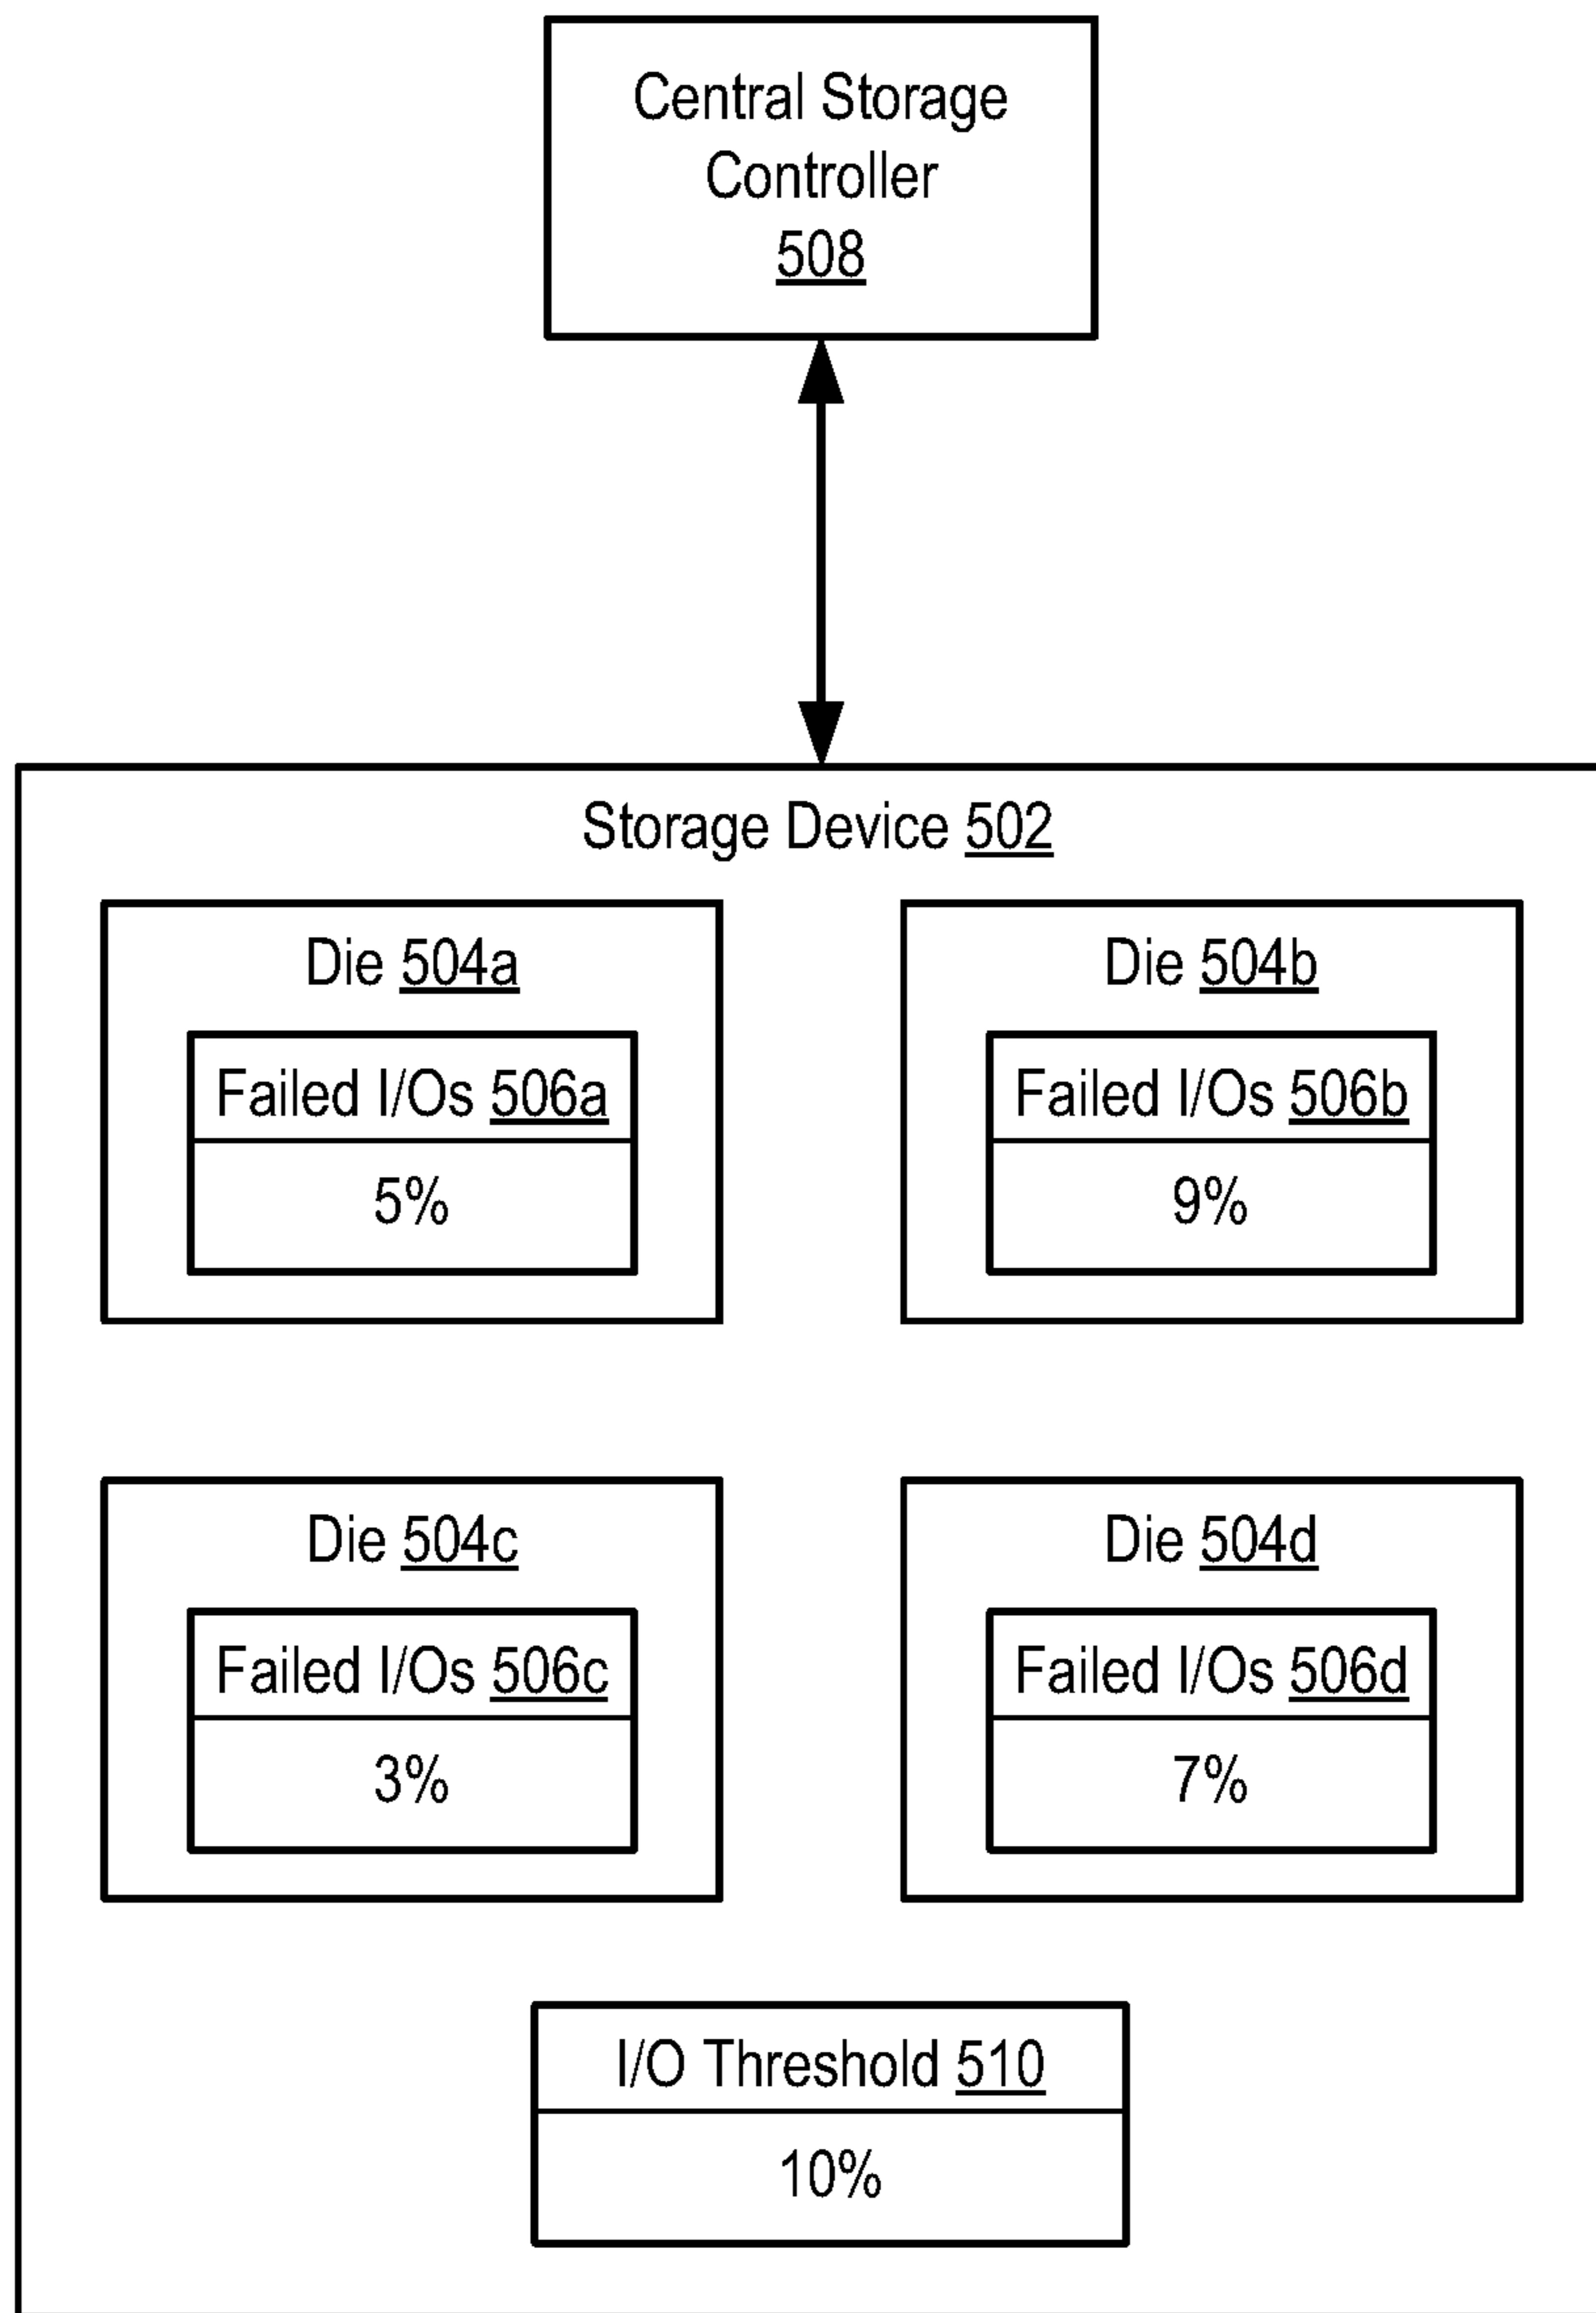 Central Storage
Controller
508
Storage Device 502
Die 504a
Failed I/Os 506a
5%
Die 504b
Failed I/Os 506b
9%
Die 504c
Failed I/Os 506c
3%
Die 504d
Failed I/Os 506d
7%
I/O Threshold 510
10%